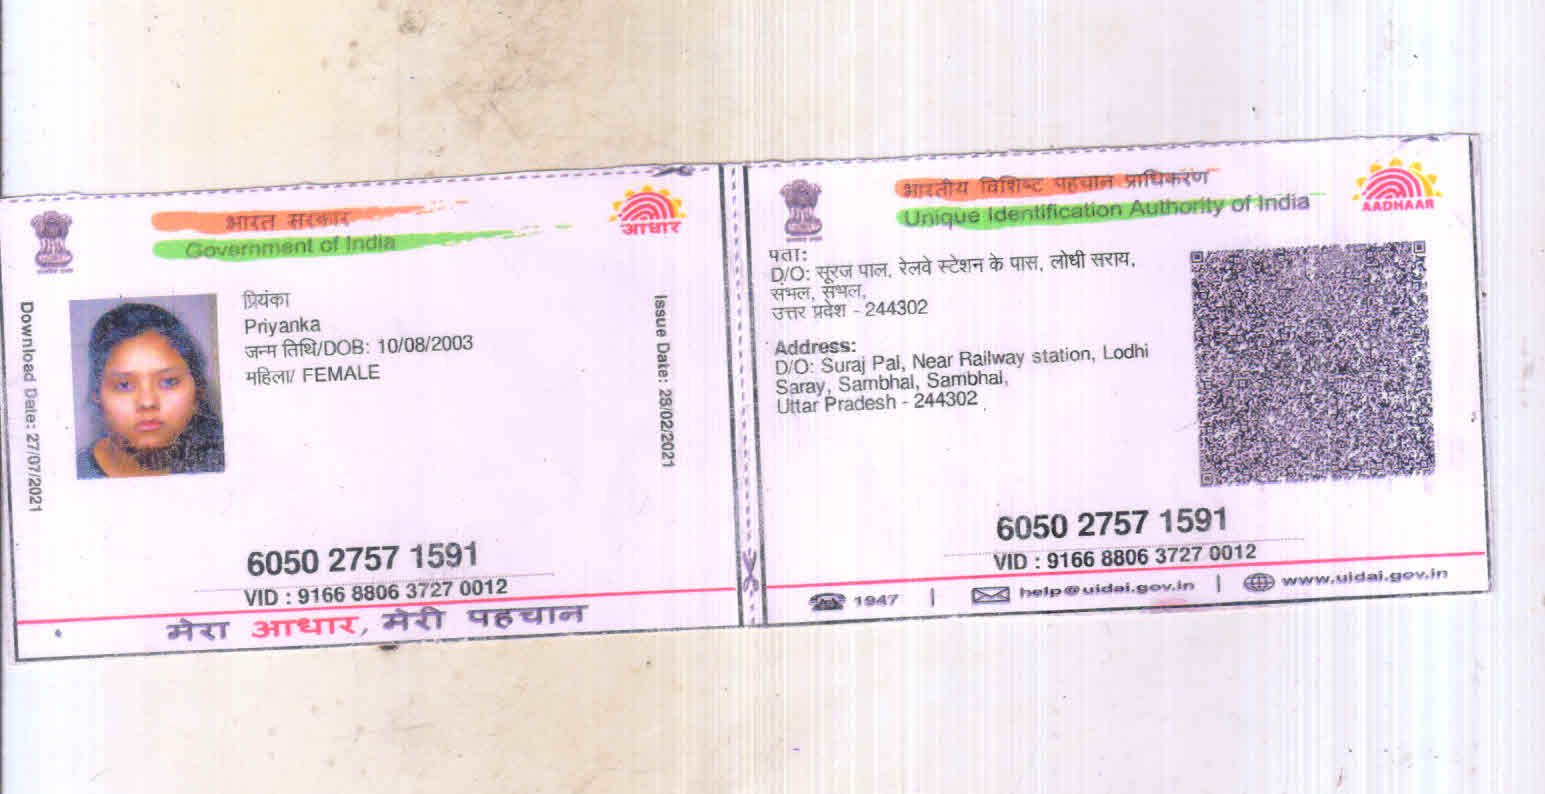 भारत सरकार
Government of India
आधार
Download Date: 27/07/2021
प्रियंका
Priyanka
जन्म तिथि/DOB: 10/08/2003
महिला/ FEMALE
Issue Date: 28/02/2021
6050 2757 1591
VID : 9166 8806 3727 0012
मेरा आधार, मेरी पहचान
भारतीय विशिष्ट पहचान प्राधिकरण
Unique Identification Authority of India
AADHAAR
पता:
D/O: सूरज पाल, रेलवे स्टेशन के पास, लोधी सराय,
संभल, संभल,
उत्तर प्रदेश - 244302
Address:
D/O: Suraj Pal, Near Railway station, Lodhi
Saray, Sambhal, Sambhal,
Uttar Pradesh - 244302
6050 2757 1591
VID : 9166 8806 3727 0012
1947 | help@uidai.gov.in | www.uidai.gov.in